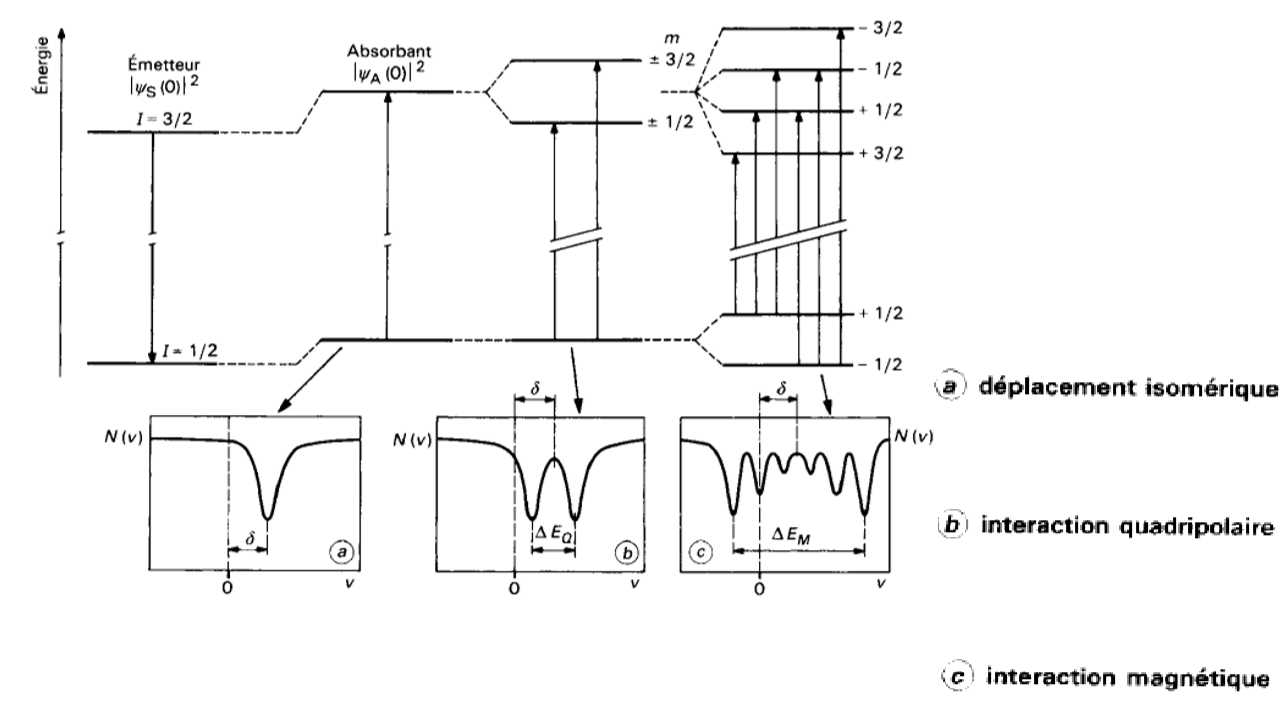 Énergie
Émetteur
|ψS (0)|²
I = 3/2
I = 1/2
Absorbant
|ψA (0)|²
m
± 3/2
± 1/2
– 3/2
– 1/2
+ 1/2
+ 3/2
+ 1/2
– 1/2
N (v)
δ
a
0
v
N (v)
δ
Δ EQ
b
0
v
N (v)
δ
Δ EM
c
0
v
a déplacement isomérique
b interaction quadripolaire
c interaction magnétique